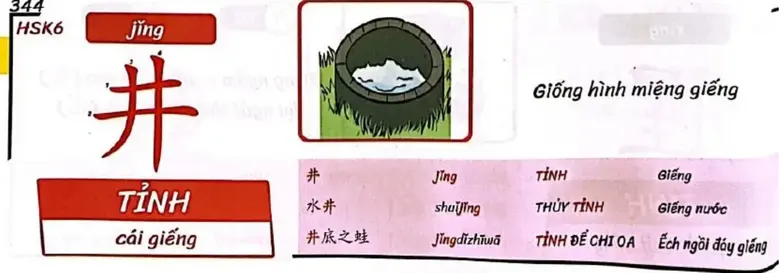 344
HSK6
jǐng
井
TỈNH
cái giếng
Giống hình miệng giếng
井 jǐng TỈNH Giếng
水井 shuǐjǐng THỦY TỈNH Giếng nước
井底之蛙 jǐngdǐzhīwā TỈNH ĐỂ CHI OA Ếch ngồi đáy giếng